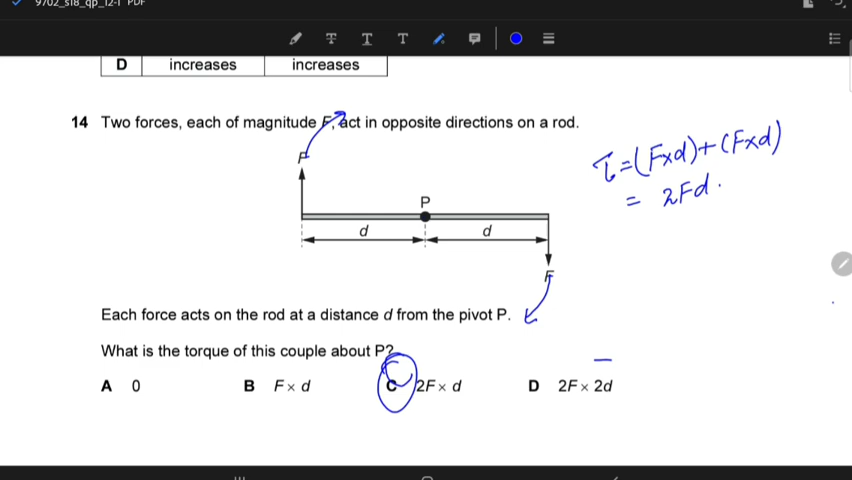 9702_s18_qp_12-1 PDF
T T T
D increases increases
14 Two forces, each of magnitude F, act in opposite directions on a rod.
τ=(F×d)+(F×d)
= 2Fd.
F
P
d d
F
Each force acts on the rod at a distance d from the pivot P.
What is the torque of this couple about P?
A 0 B F × d C 2F × d D 2F × 2d